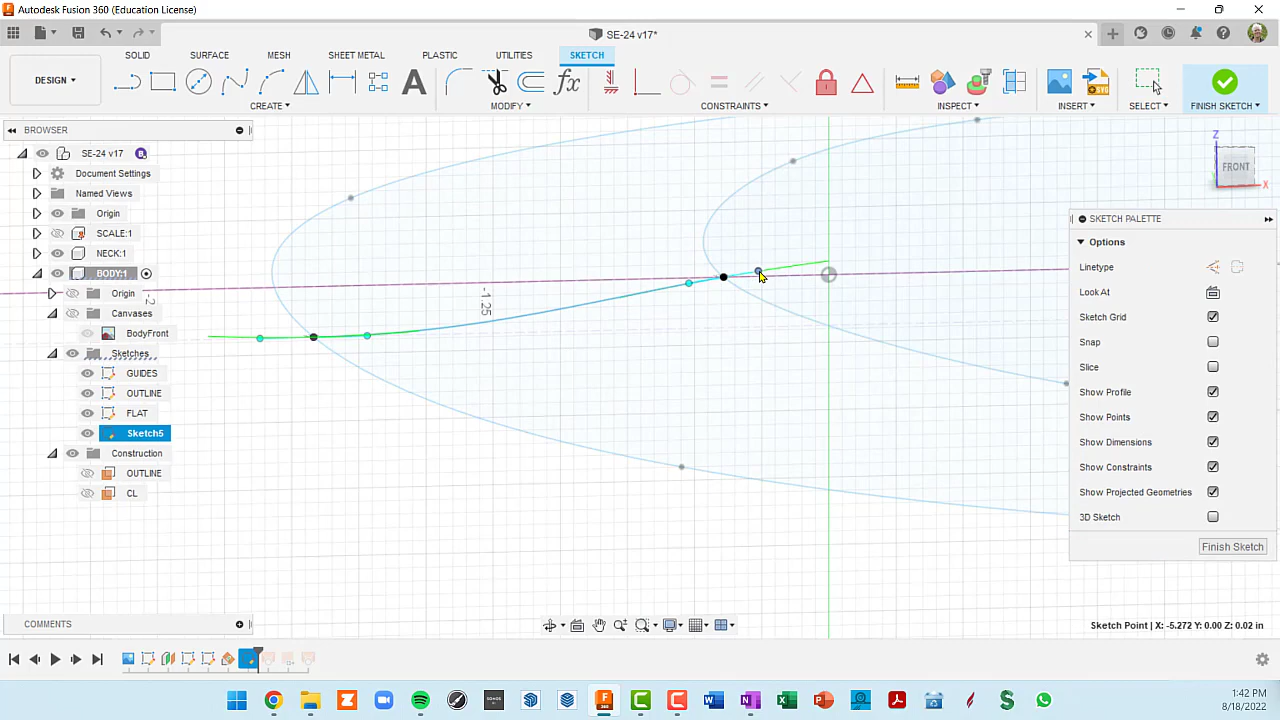 Autodesk Fusion 360 (Education License)
SE-24 v17*
DESIGN
SOLID SURFACE MESH SHEET METAL PLASTIC UTILITIES SKETCH
CREATE MODIFY CONSTRAINTS INSPECT INSERT SELECT FINISH SKETCH
BROWSER
SE-24 v17
Document Settings
Named Views
Origin
SCALE:1
NECK:1
BODY:1
Origin
Canvases
BodyFront
Sketches
GUIDES
OUTLINE
FLAT
Sketch5
Construction
OUTLINE
CL
COMMENTS
-1.25
Z
FRONT
X
SKETCH PALETTE
Options
Linetype
Look At
Sketch Grid
Snap
Slice
Show Profile
Show Points
Show Dimensions
Show Constraints
Show Projected Geometries
3D Sketch
Finish Sketch
Sketch Point | X: -5.272 Y: 0.00 Z: 0.02 in
1:42 PM
8/18/2022